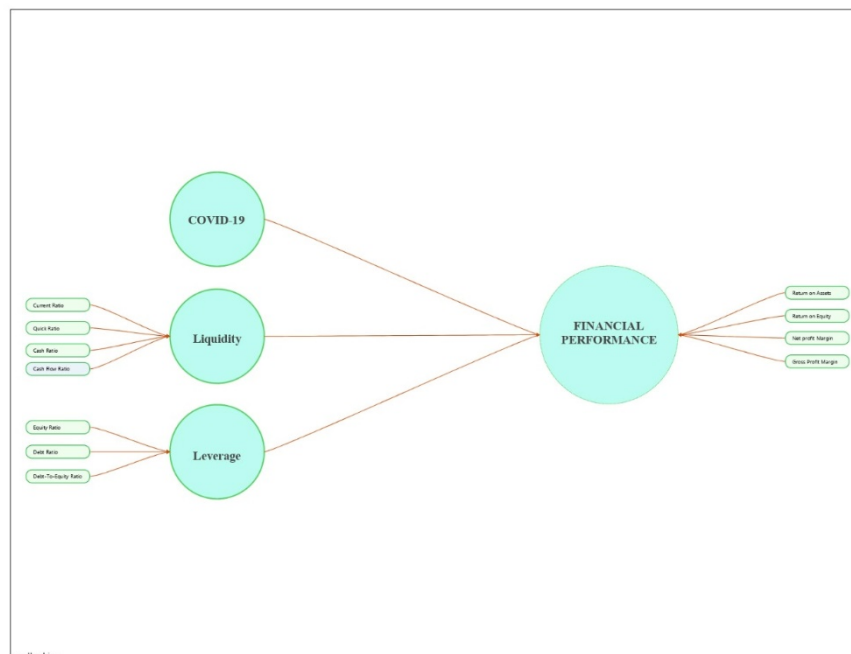 COVID-19
Current Ratio
Quick Ratio
Cash Ratio
Cash Flow Ratio
Liquidity
Equity Ratio
Debt Ratio
Debt-To-Equity Ratio
Leverage
FINANCIAL
PERFORMANCE
Return on Assets
Return on Equity
Net profit Margin
Gross Profit Margin